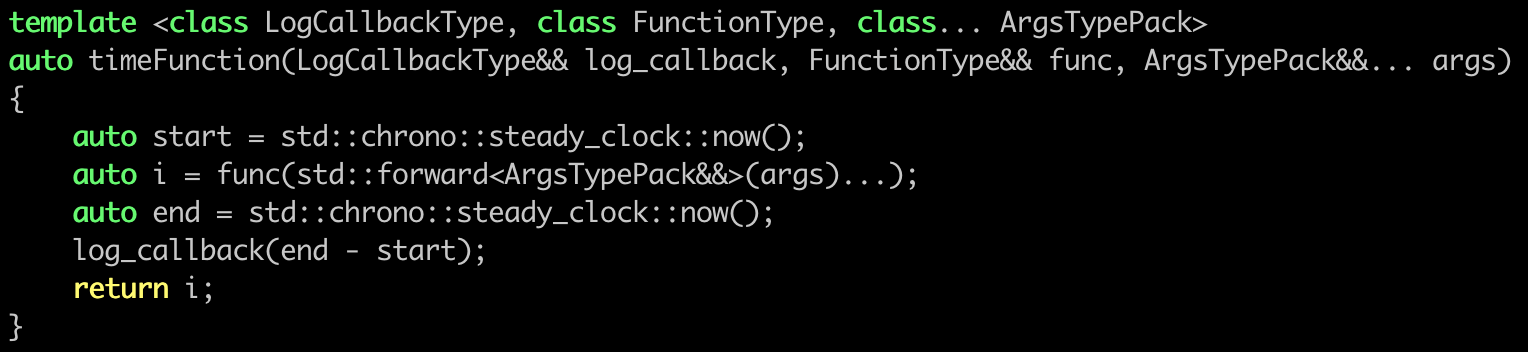 template <class LogCallbackType, class FunctionType, class... ArgsTypePack>
auto timeFunction(LogCallbackType&& log_callback, FunctionType&& func, ArgsTypePack&&... args)
{
    auto start = std::chrono::steady_clock::now();
    auto i = func(std::forward<ArgsTypePack&&>(args)...);
    auto end = std::chrono::steady_clock::now();
    log_callback(end - start);
    return i;
}